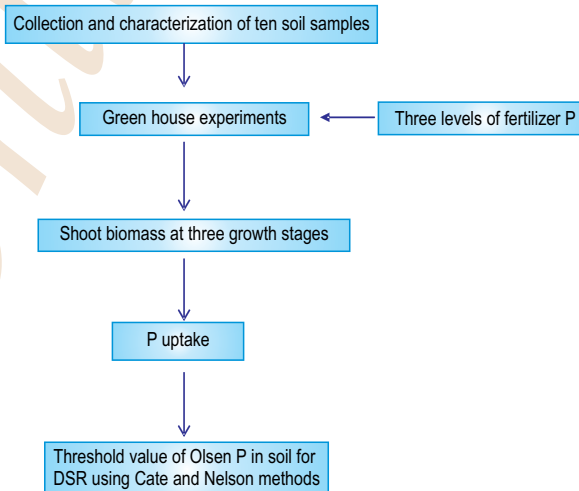 Collection and characterization of ten soil samples
Green house experiments
Three levels of fertilizer P
Shoot biomass at three growth stages
P uptake
Threshold value of Olsen P in soil for
DSR using Cate and Nelson methods